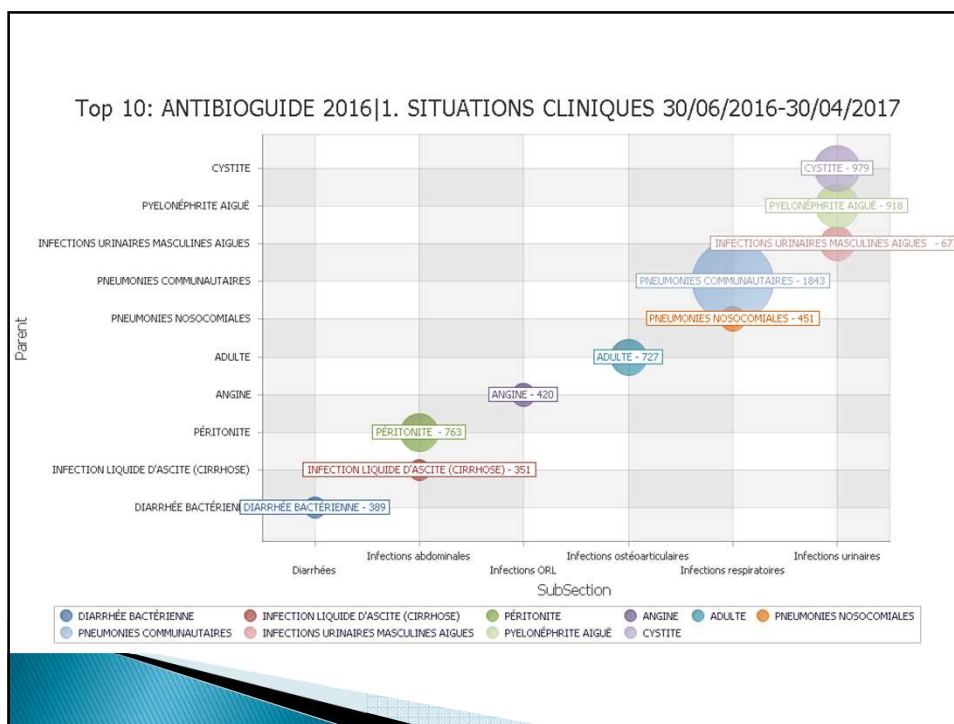 Top 10: ANTIBIOGUIDE 2016|1. SITUATIONS CLINIQUES 30/06/2016-30/04/2017
Parent
CYSTITE
CYSTITE - 979
PYELONÉPHRITE AIGUË
PYELONÉPHRITE AIGUË - 918
INFECTIONS URINAIRES MASCULINES AIGUES
INFECTIONS URINAIRES MASCULINES AIGUES - 67
PNEUMONIES COMMUNAUTAIRES
PNEUMONIES COMMUNAUTAIRES - 1843
PNEUMONIES NOSOCOMIALES
PNEUMONIES NOSOCOMIALES - 451
ADULTE
ADULTE - 727
ANGINE
ANGINE - 420
PÉRITONITE
PÉRITONITE - 763
INFECTION LIQUIDE D'ASCITE (CIRRHOSE)
INFECTION LIQUIDE D'ASCITE (CIRRHOSE) - 351
DIARRHÉE BACTÉRIEN
DIARRHÉE BACTÉRIENNE - 389
Diarrhées
Infections abdominales
Infections ORL
Infections ostéoarticulaires
Infections respiratoires
Infections urinaires
SubSection
DIARRHÉE BACTÉRIENNE INFECTION LIQUIDE D'ASCITE (CIRRHOSE) PÉRITONITE ANGINE ADULTE PNEUMONIES NOSOCOMIALES
PNEUMONIES COMMUNAUTAIRES INFECTIONS URINAIRES MASCULINES AIGUES PYELONÉPHRITE AIGUË CYSTITE